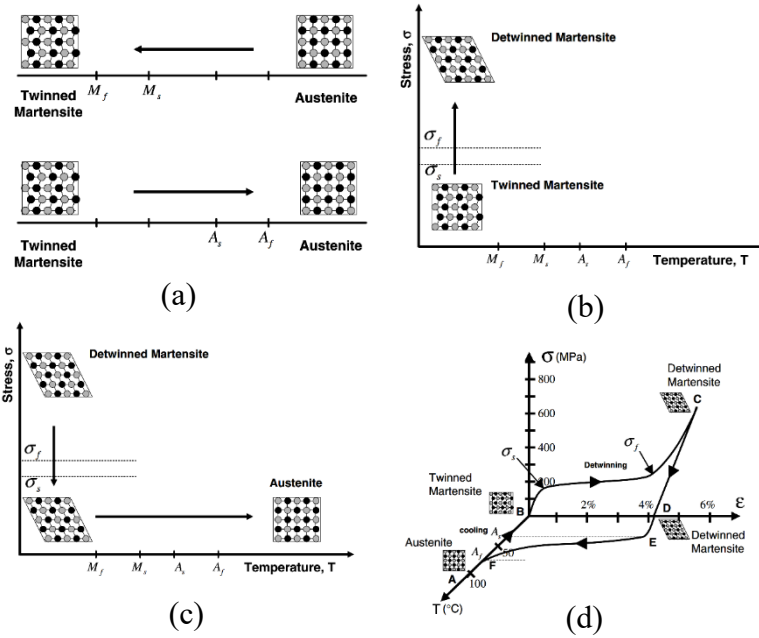 Twinned
Martensite
M_f
M_s
Austenite
Twinned
Martensite
A_s
A_f
Austenite
(a)
Stress, σ
Detwinned Martensite
σ_f
σ_s
Twinned Martensite
M_f
M_s
A_s
A_f
Temperature, T
(b)
Stress, σ
Detwinned Martensite
σ_f
σ_s
Austenite
M_f
M_s
A_s
A_f
Temperature, T
(c)
σ (MPa)
Detwinned
Martensite
C
800
600
400
200
σ_s
σ_f
Detwinning
Twinned
Martensite
B
2%
4%
D
6%
ε
cooling
A_s
50
E
Detwinned
Martensite
Austenite
A_f
F
A
100
T (°C)
(d)